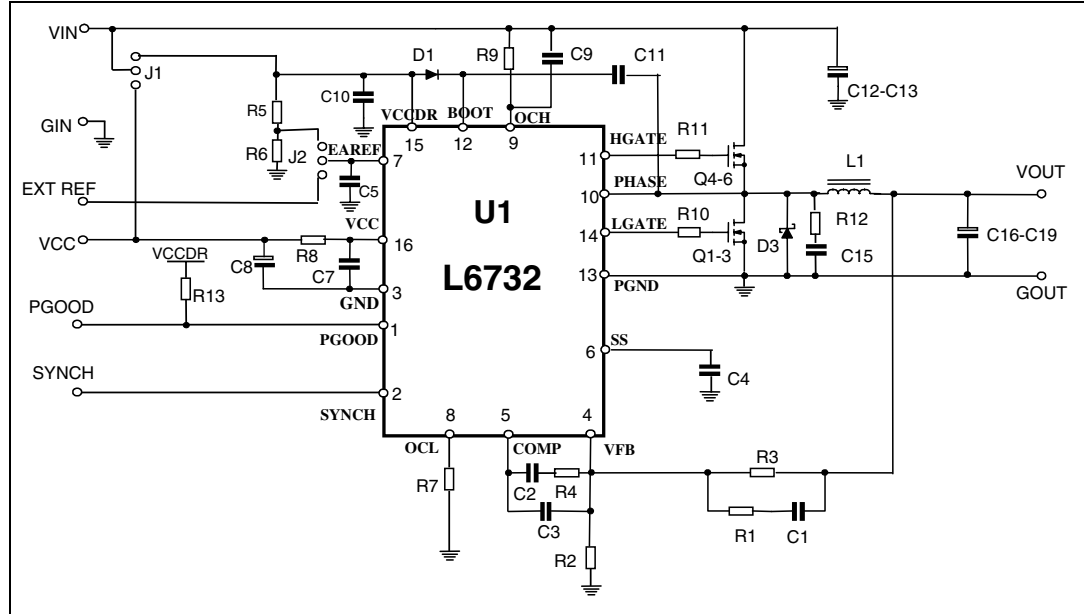 VIN
J1
GIN
EXT REF
VCC
PGOOD
SYNCH
R5
R6
J2
C10
D1
R9
C9
C11
C12-C13
VCCDR
BOOT
OCH
15
12
9
EAREF
7
C5
VCC
16
C8
R8
C7
3
GND
VCCDR
R13
1
PGOOD
2
SYNCH
U1
L6732
HGATE
11
R11
Q4-6
PHASE
10
LGATE
14
R10
Q1-3
13
PGND
D3
L1
R12
C15
VOUT
C16-C19
GOUT
SS
6
C4
8
5
4
OCL
COMP
VFB
R7
C2
R4
C3
R2
R3
R1
C1